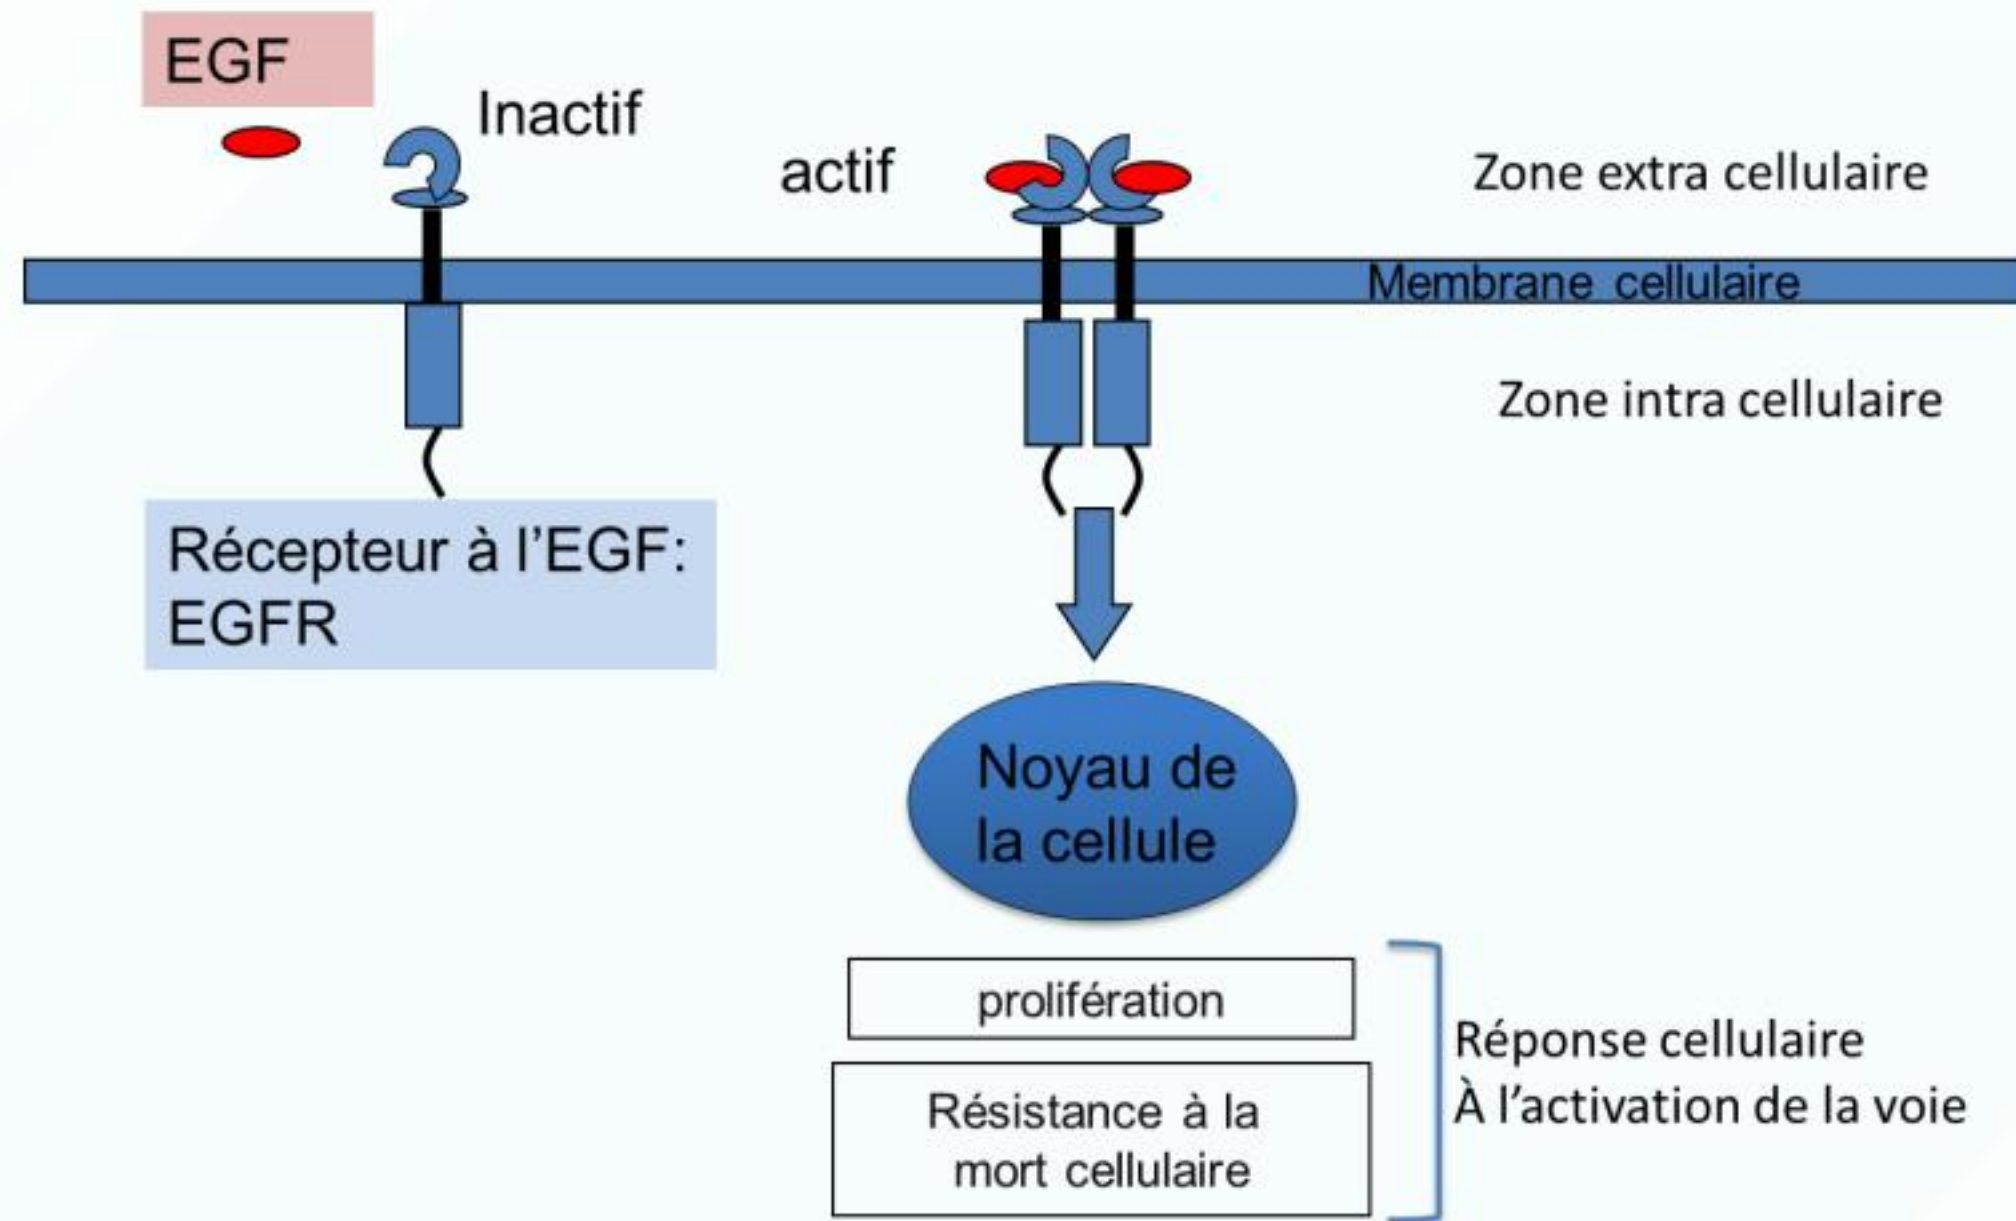 EGF
Inactif
actif
Zone extra cellulaire
Membrane cellulaire
Zone intra cellulaire
Récepteur à l’EGF:
EGFR
Noyau de
la cellule
prolifération
Résistance à la
mort cellulaire
Réponse cellulaire
À l’activation de la voie